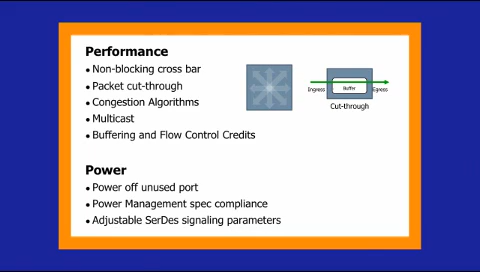 Performance
• Non-blocking cross bar
• Packet cut-through
• Congestion Algorithms
• Multicast
• Buffering and Flow Control Credits
Ingress
Buffer
Egress
Cut-through
Power
• Power off unused port
• Power Management spec compliance
• Adjustable SerDes signaling parameters